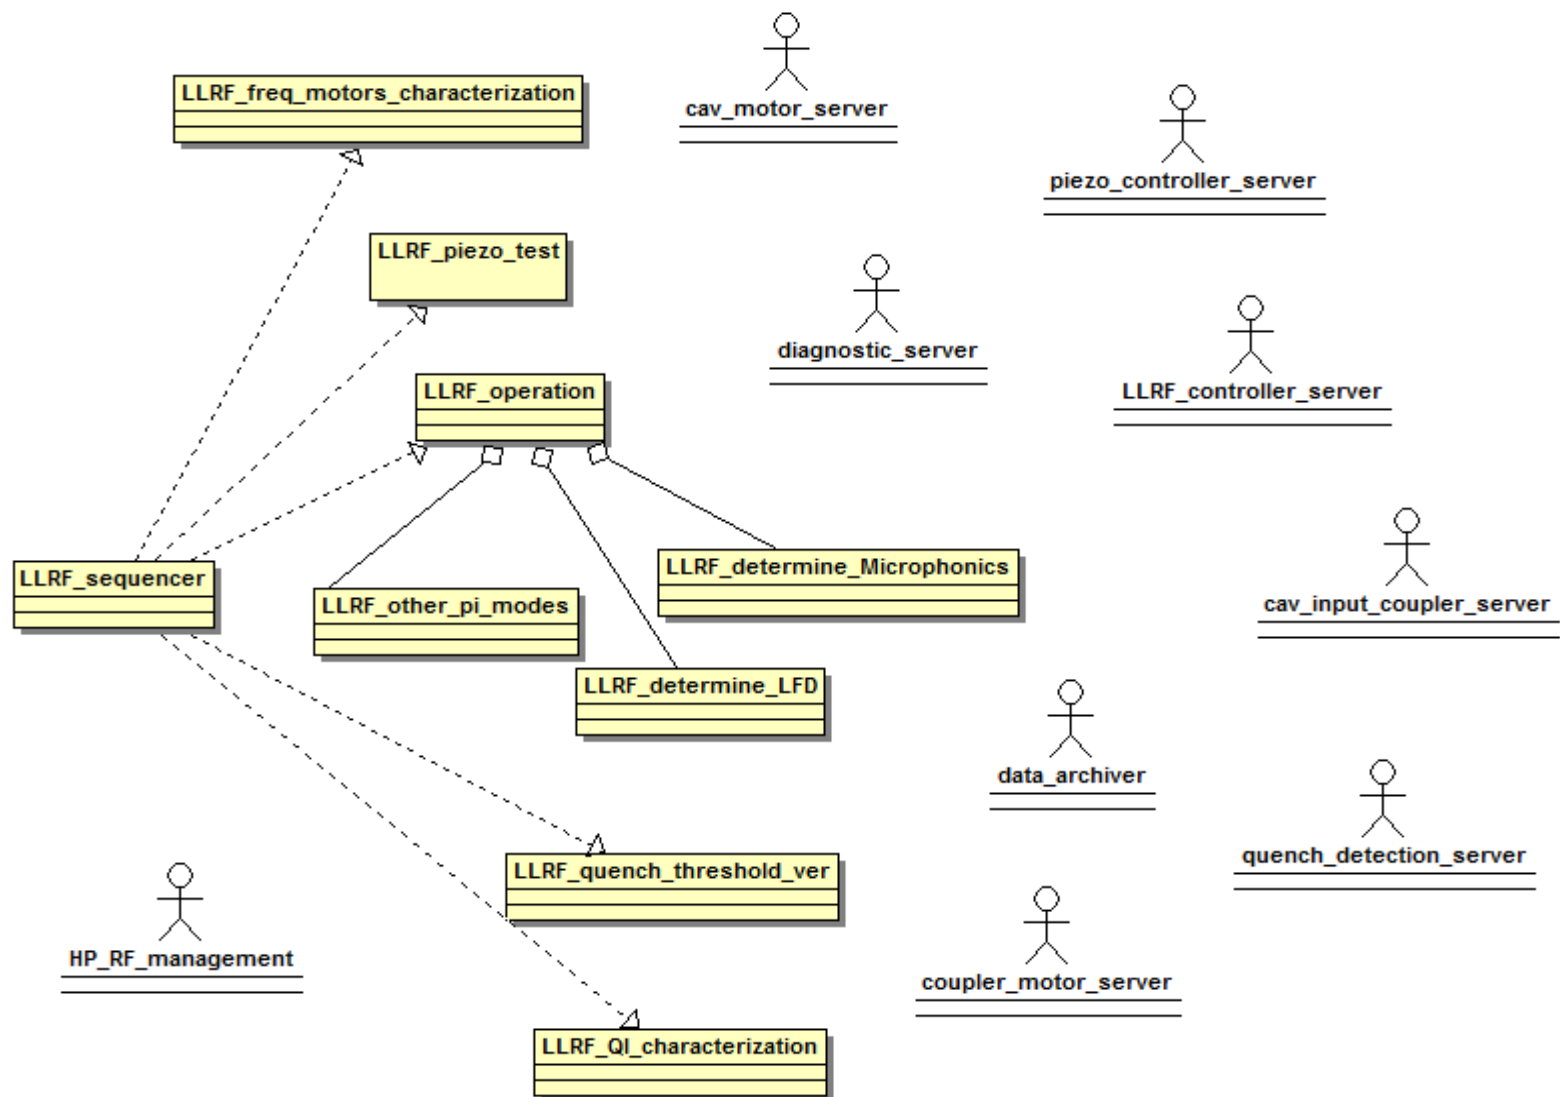 LLRF_freq_motors_characterization
cav_motor_server
piezo_controller_server
LLRF_piezo_test
diagnostic_server
LLRF_operation
LLRF_controller_server
LLRF_sequencer
LLRF_other_pi_modes
LLRF_determine_Microphonics
cav_input_coupler_server
LLRF_determine_LFD
data_archiver
quench_detection_server
LLRF_quench_threshold_ver
HP_RF_management
coupler_motor_server
LLRF_Ql_characterization